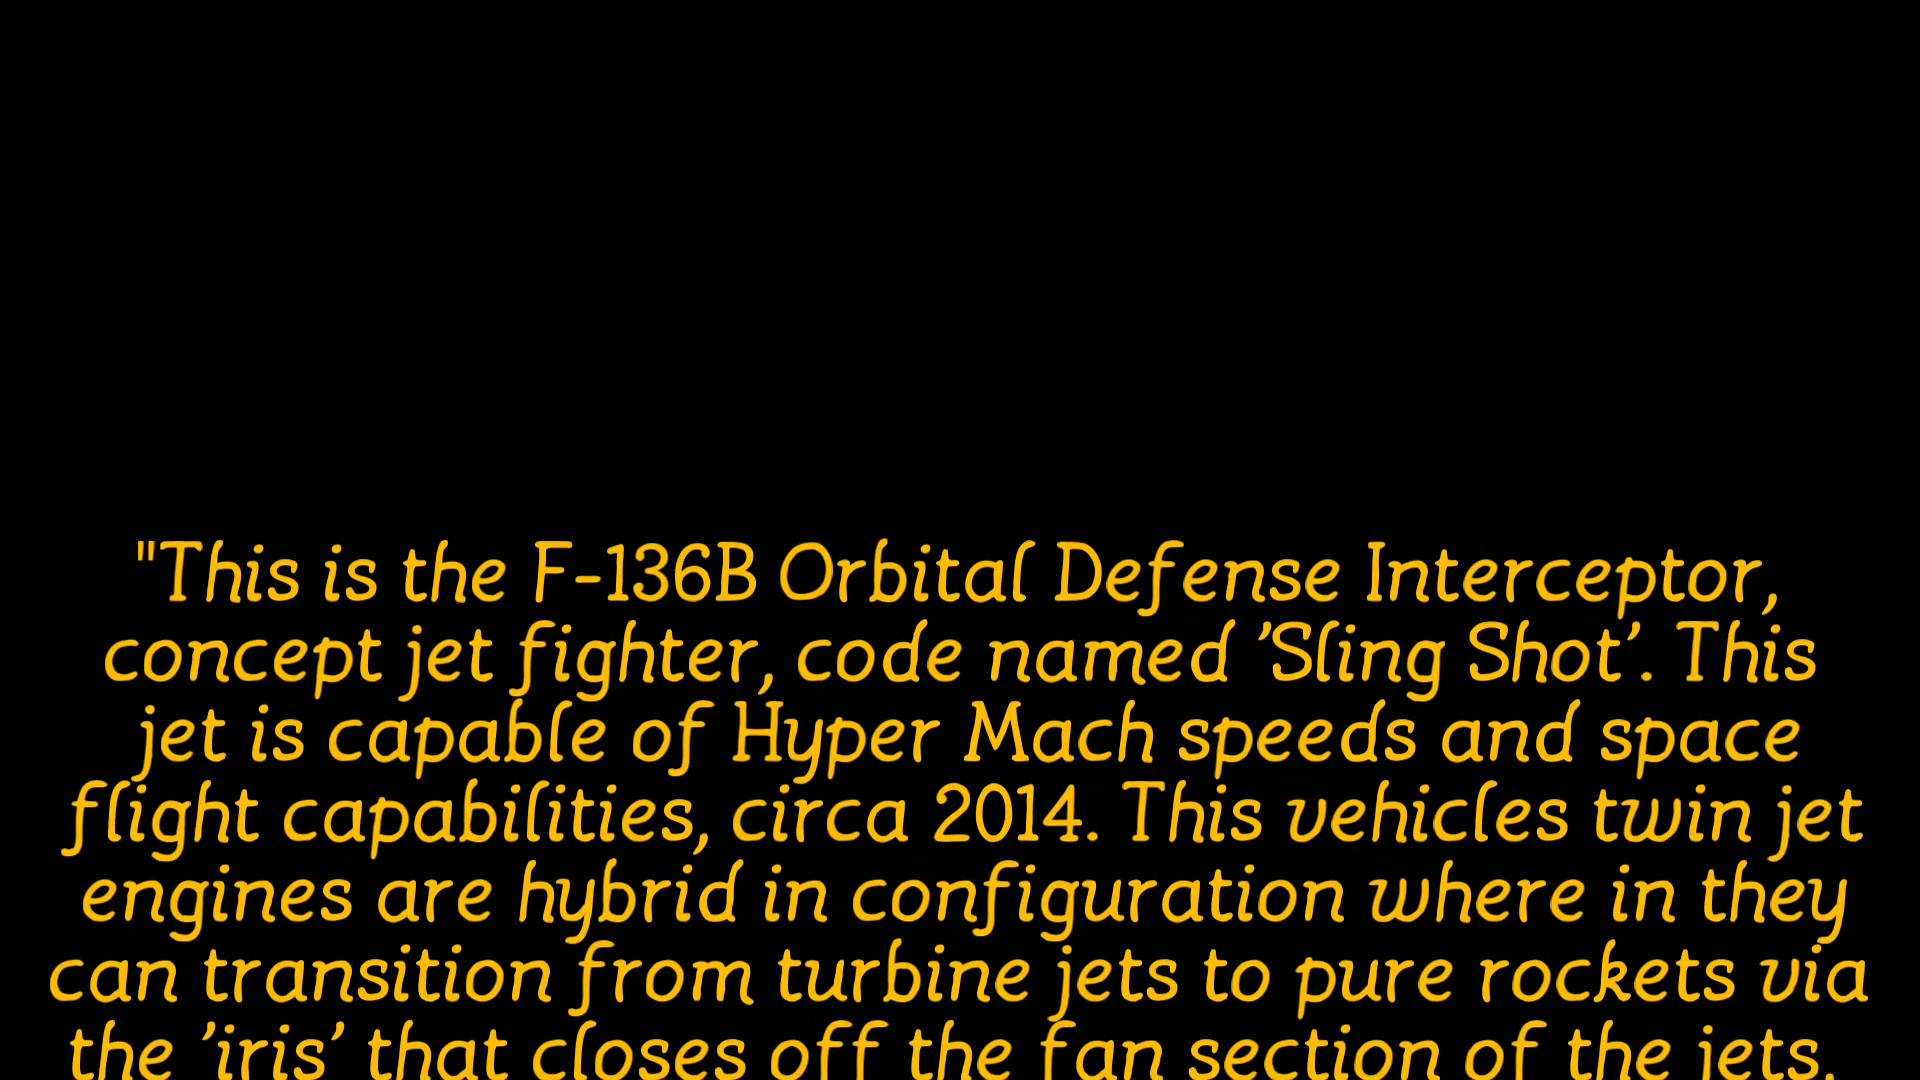 "This is the F-136B Orbital Defense Interceptor,
concept jet fighter, code named 'Sling Shot'. This
jet is capable of Hyper Mach speeds and space
flight capabilities, circa 2014. This vehicles twin jet
engines are hybrid in configuration where in they
can transition from turbine jets to pure rockets via
the 'iris' that closes off the fan section of the jets.